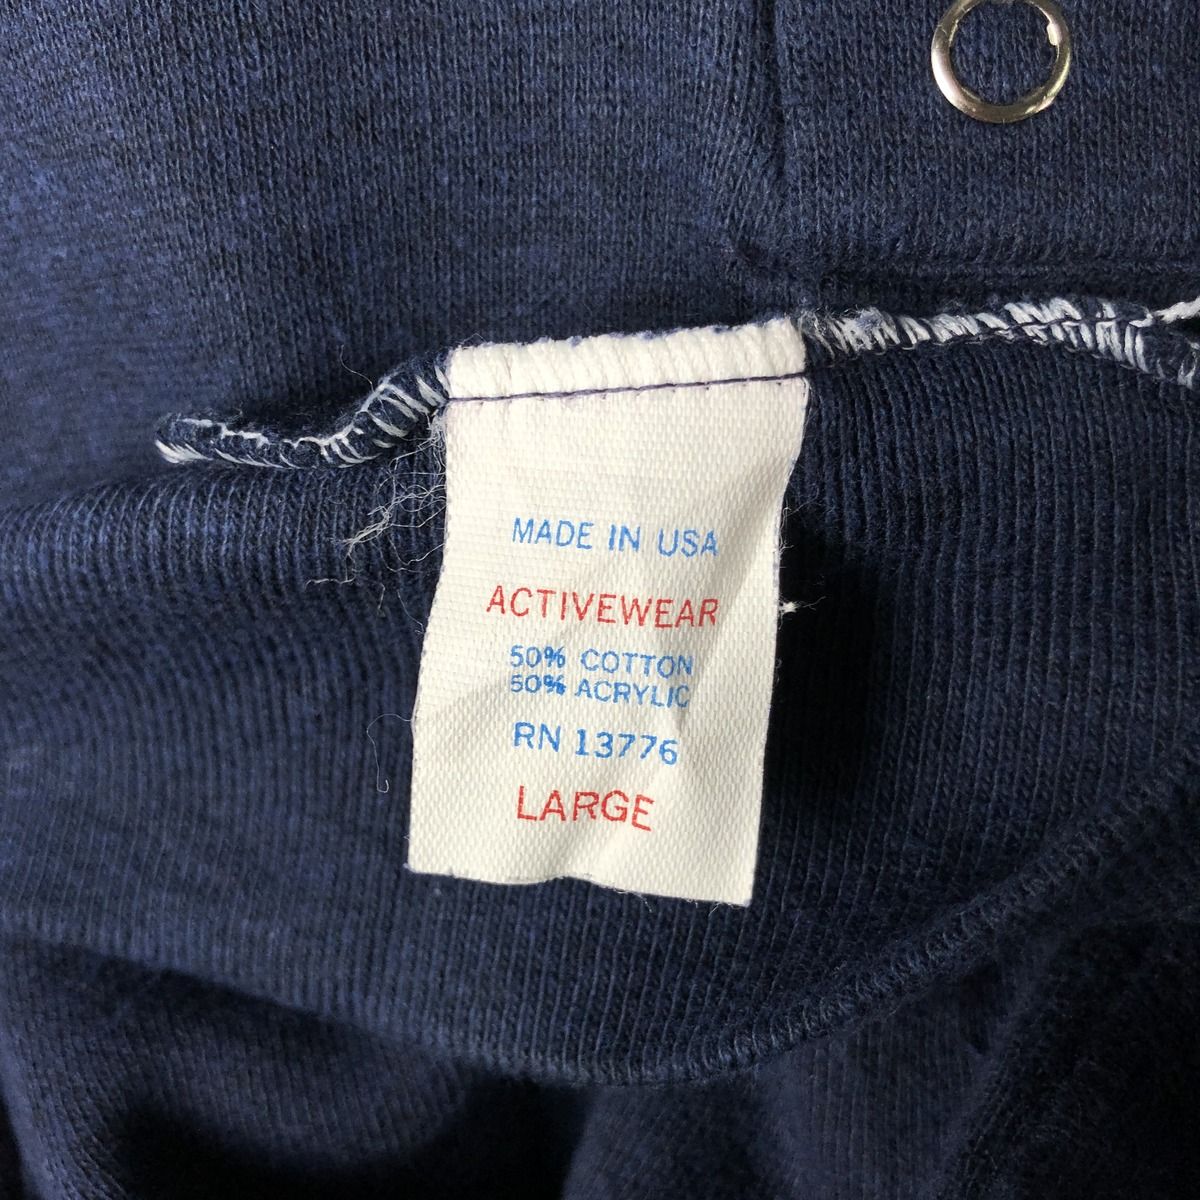 MADE IN USA
ACTIVEWEAR
50% COTTON
50% ACRYLIC
RN 13776
LARGE